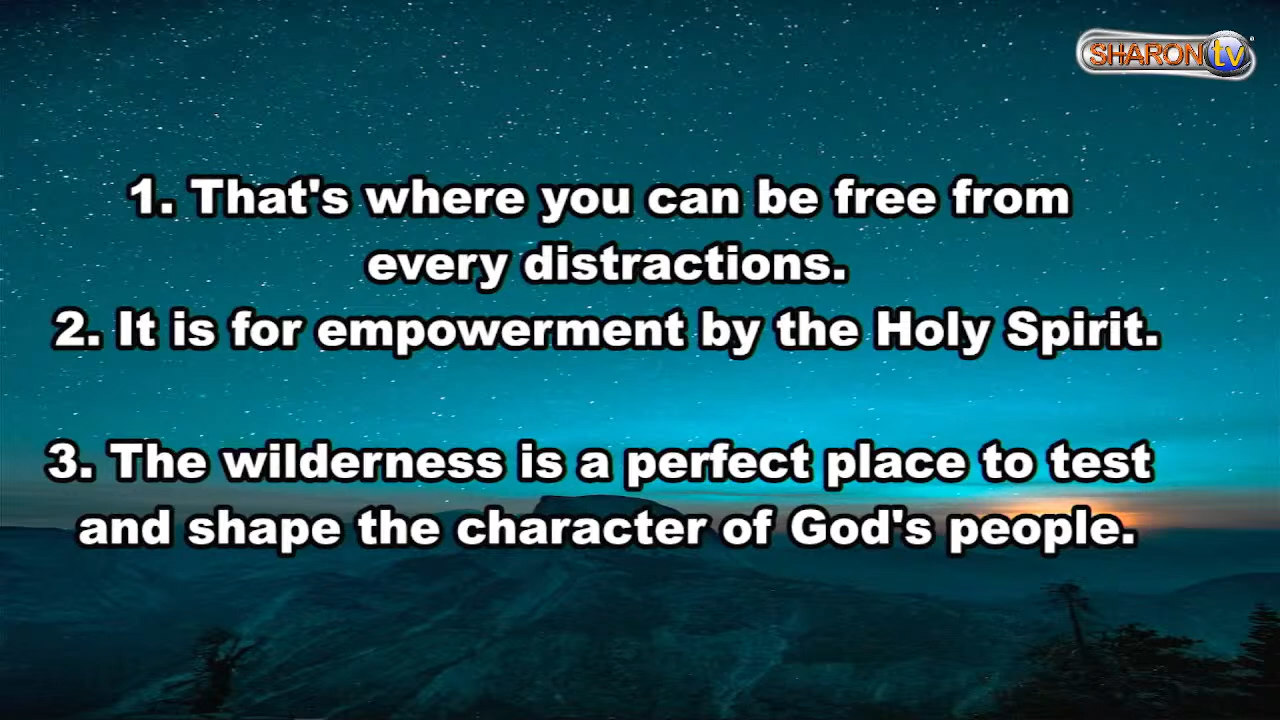 SHARON tv
1. That's where you can be free from
every distractions.
2. It is for empowerment by the Holy Spirit.
3. The wilderness is a perfect place to test
and shape the character of God's people.